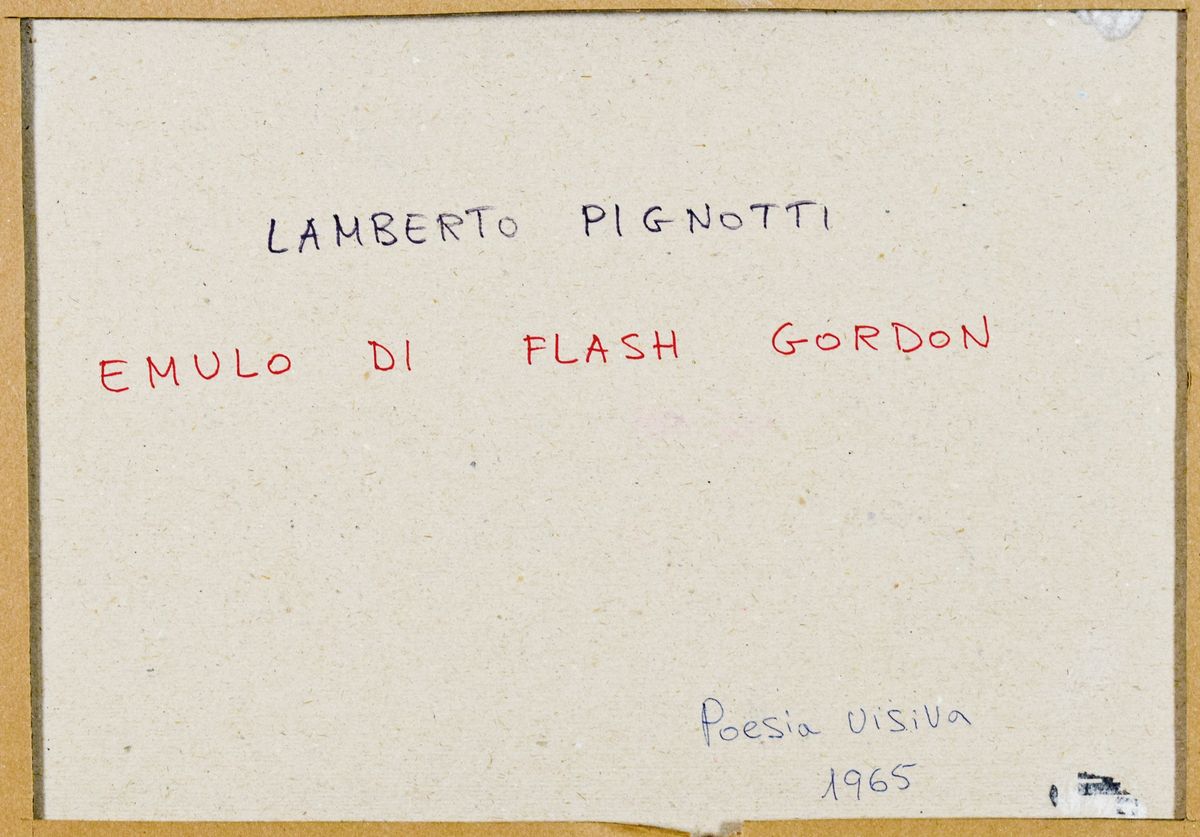 LAMBERTO PIGNOTTI
EMULO DI FLASH GORDON
Poesia visiva
1965